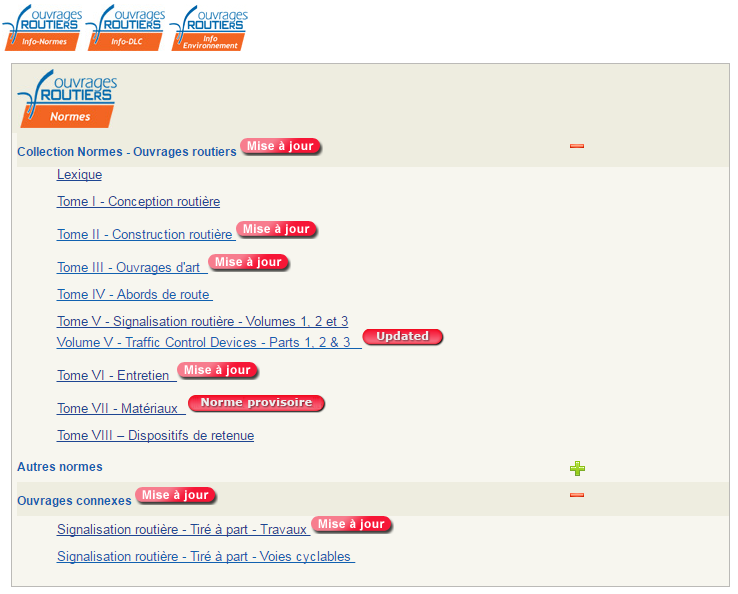 ouvrages ROUTIERS Info-Normes
ouvrages ROUTIERS Info-DLC
ouvrages ROUTIERS Info Environnement
ouvrages
ROUTIERS
Normes
Collection Normes - Ouvrages routiers Mise à jour
Lexique
Tome I - Conception routière
Tome II - Construction routière Mise à jour
Tome III - Ouvrages d'art Mise à jour
Tome IV - Abords de route
Tome V - Signalisation routière - Volumes 1, 2 et 3
Volume V - Traffic Control Devices - Parts 1, 2 & 3 Updated
Tome VI - Entretien Mise à jour
Tome VII - Matériaux Norme provisoire
Tome VIII – Dispositifs de retenue
Autres normes
Ouvrages connexes Mise à jour
Signalisation routière - Tiré à part - Travaux Mise à jour
Signalisation routière - Tiré à part - Voies cyclables